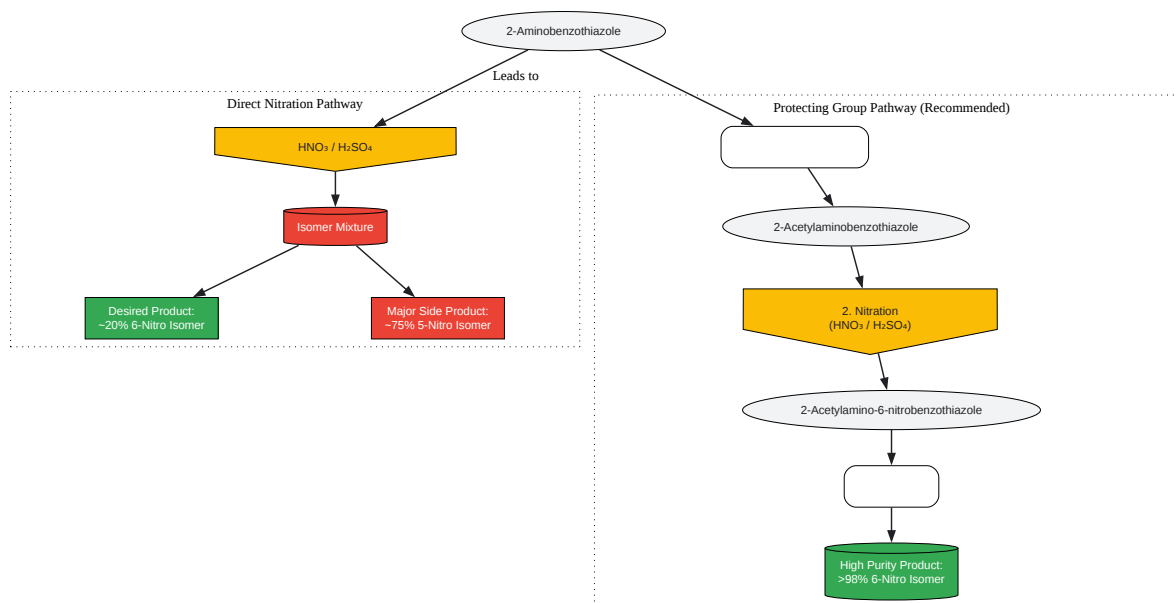 2-Aminobenzothiazole
Leads to
Direct Nitration Pathway
HNO₃ / H₂SO₄
Isomer Mixture
Desired Product:
~20% 6-Nitro Isomer
Major Side Product:
~75% 5-Nitro Isomer
Protecting Group Pathway (Recommended)
2-Acetylaminobenzothiazole
2. Nitration
(HNO₃ / H₂SO₄)
2-Acetylamino-6-nitrobenzothiazole
High Purity Product:
>98% 6-Nitro Isomer